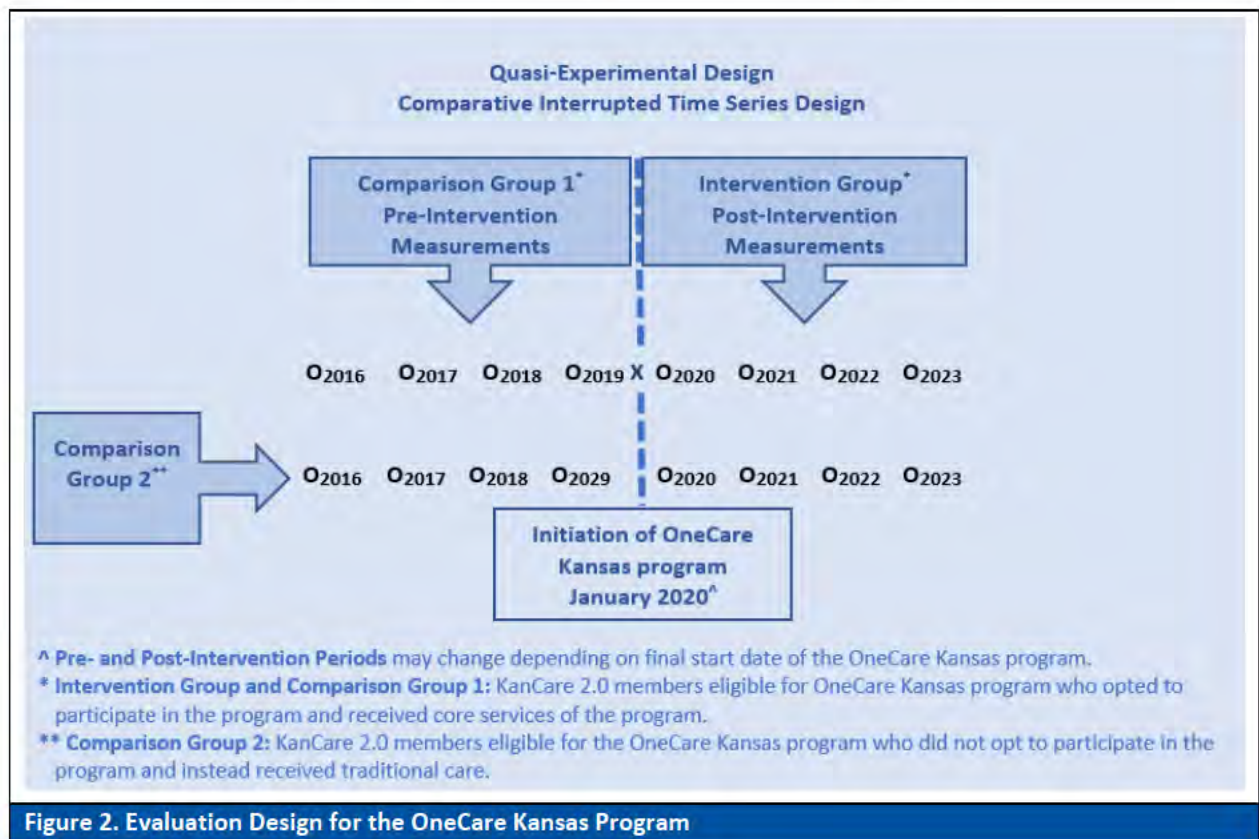 Quasi-Experimental Design
Comparative Interrupted Time Series Design
Comparison Group 1*
Pre-Intervention
Measurements
Intervention Group*
Post-Intervention
Measurements
O2016 O2017 O2018 O2019 X O2020 O2021 O2022 O2023
Comparison
Group 2**
O2016 O2017 O2018 O2029 O2020 O2021 O2022 O2023
Initiation of OneCare
Kansas program
January 2020^
^ Pre- and Post-Intervention Periods may change depending on final start date of the OneCare Kansas program.
* Intervention Group and Comparison Group 1: KanCare 2.0 members eligible for OneCare Kansas program who opted to
participate in the program and received core services of the program.
** Comparison Group 2: KanCare 2.0 members eligible for the OneCare Kansas program who did not opt to participate in the
program and instead received traditional care.
Figure 2. Evaluation Design for the OneCare Kansas Program